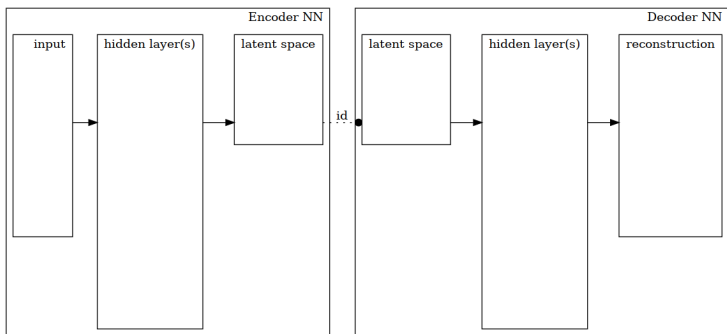 Encoder NN
input
hidden layer(s)
latent space
id
Decoder NN
latent space
hidden layer(s)
reconstruction